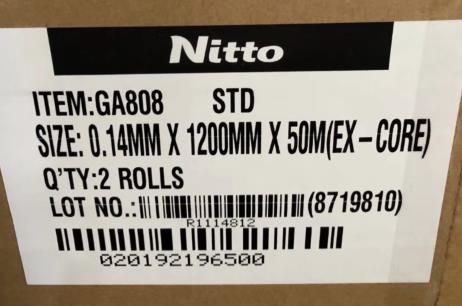 Nitto
ITEM:GA808 STD
SIZE: 0.14MM X 1200MM X 50M(EX-CORE)
Q'TY:2 ROLLS
LOT NO.: (8719810)
R1114812
020192196500